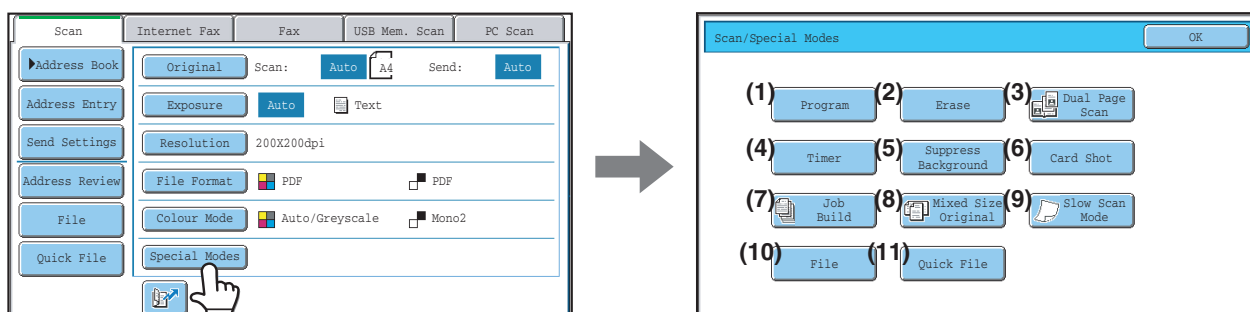 Scan Internet Fax Fax USB Mem. Scan PC Scan
Address Book
Address Entry
Send Settings
Address Review
File
Quick File
Original Scan: Auto A4 Send: Auto
Exposure Auto Text
Resolution 200X200dpi
File Format PDF PDF
Colour Mode Auto/Greyscale Mono2
Special Modes
Scan/Special Modes OK
(1) Program (2) Erase (3) Dual Page
Scan
(4) Timer (5) Suppress
Background (6) Card Shot
(7) Job
Build (8) Mixed Size
Original (9) Slow Scan
Mode
(10) File (11) Quick File